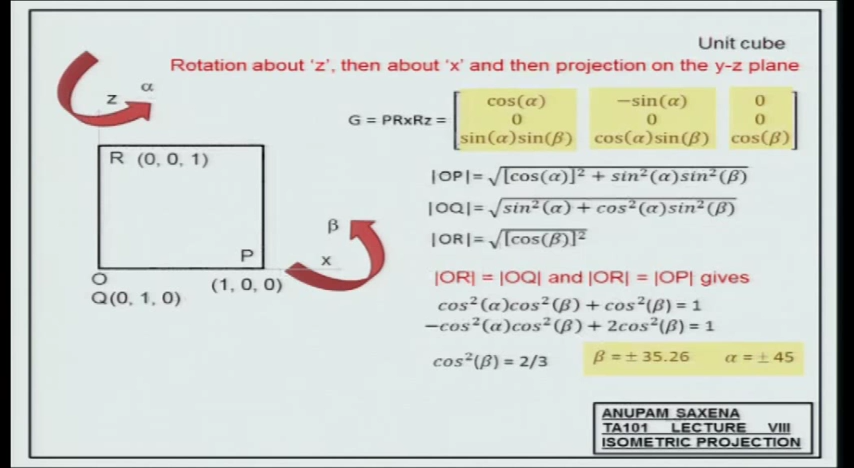 Unit cube
Rotation about ‘z’, then about ‘x’ and then projection on the y-z plane
α
z
G = PRxRz =
cos(α) −sin(α) 0
0 0 0
sin(α)sin(β) cos(α)sin(β) cos(β)
R (0, 0, 1)
|OP|= √[cos(α)]² + sin²(α)sin²(β)
|OQ|= √sin²(α) + cos²(α)sin²(β)
|OR|= √[cos(β)]²
β
P
x
O
(1, 0, 0)
Q(0, 1, 0)
|OR| = |OQ| and |OR| = |OP| gives
cos²(α)cos²(β) + cos²(β) = 1
−cos²(α)cos²(β) + 2cos²(β) = 1
cos²(β) = 2/3 β = ± 35.26 α = ± 45
ANUPAM SAXENA
TA101 LECTURE VIII
ISOMETRIC PROJECTION